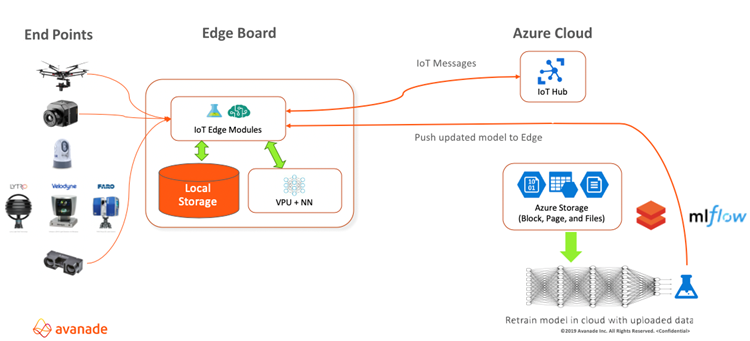 End Points
Edge Board
Azure Cloud
IoT Messages
IoT Hub
IoT Edge Modules
Push updated model to Edge
Velodyne
FARO
Local
Storage
VPU + NN
Azure Storage
(Block, Page, and Files)
10
01
mlflow
Retrain model in cloud with uploaded data
©2019 Avanade Inc. All Rights Reserved. <Confidential>
avanade